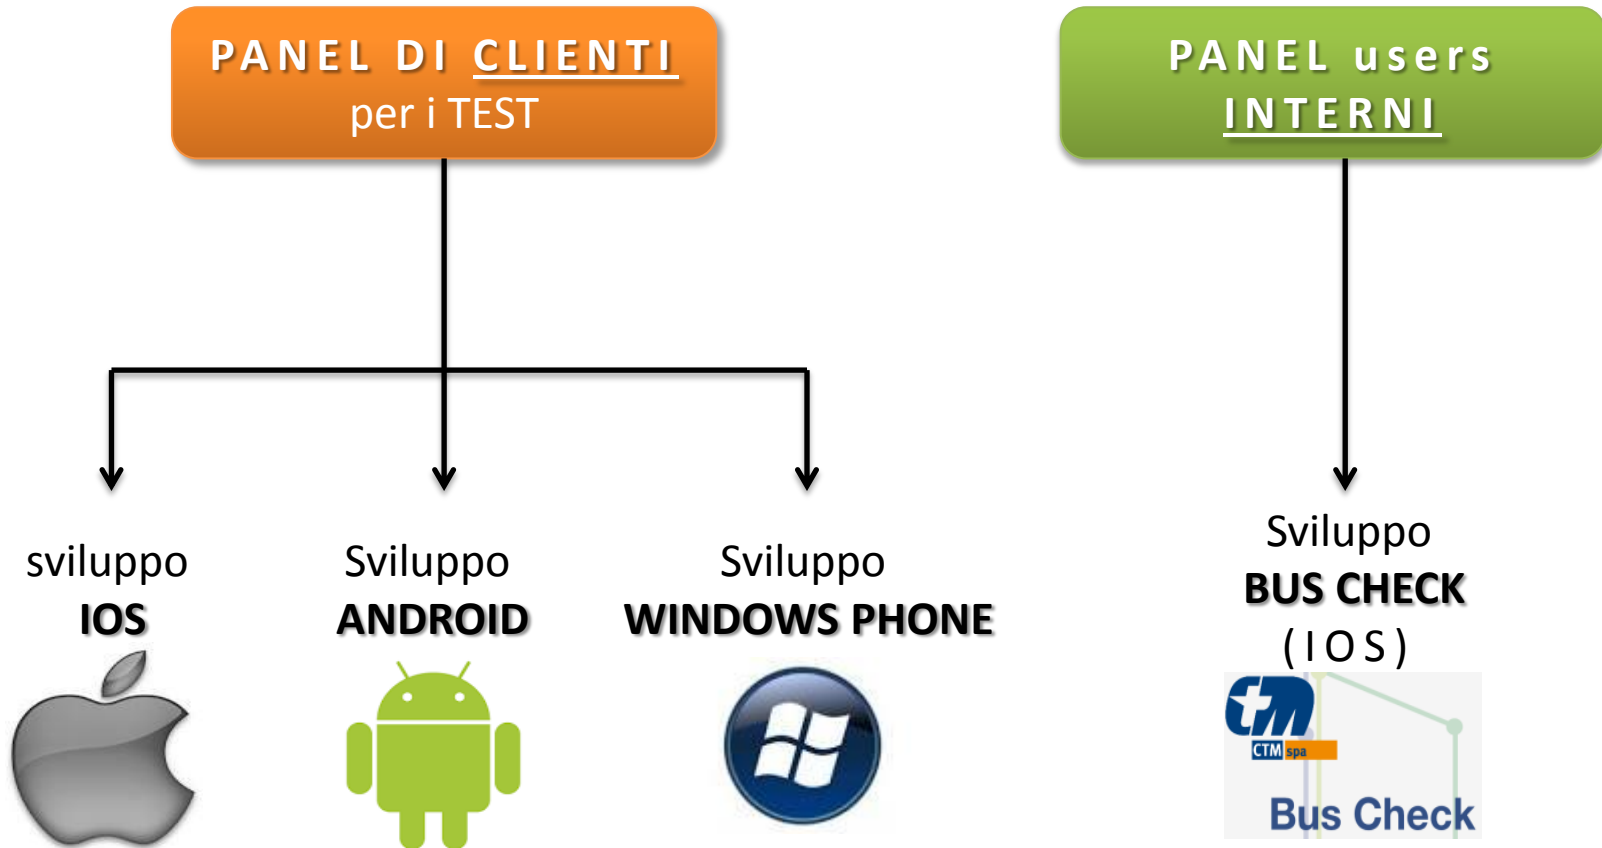 PANEL DI CLIENTI
per i TEST
PANEL users
INTERNI
sviluppo
IOS
Sviluppo
ANDROID
Sviluppo
WINDOWS PHONE
Sviluppo
BUS CHECK
(IOS)
tm
CTM spa
Bus Check